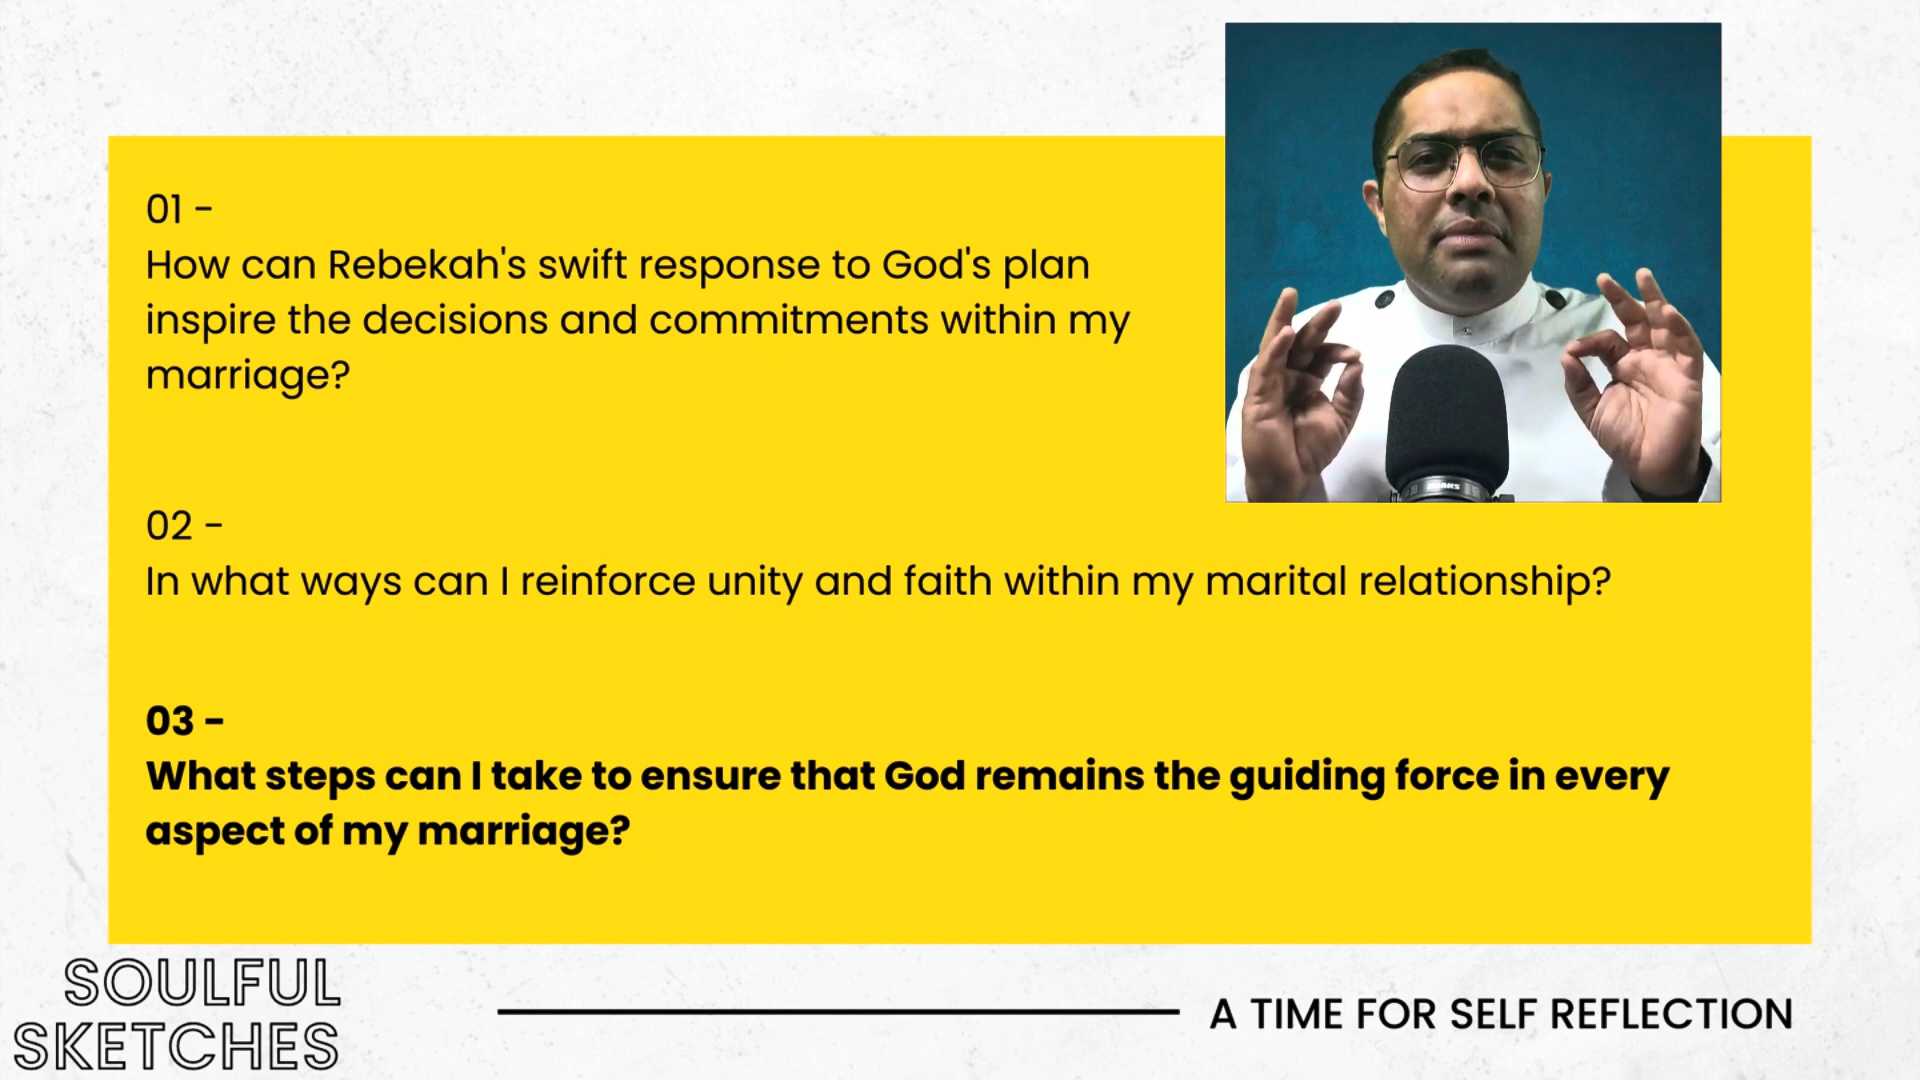 01 -
How can Rebekah's swift response to God's plan
inspire the decisions and commitments within my
marriage?
02 -
In what ways can I reinforce unity and faith within my marital relationship?
03 -
What steps can I take to ensure that God remains the guiding force in every
aspect of my marriage?
SOULFUL
SKETCHES
A TIME FOR SELF REFLECTION